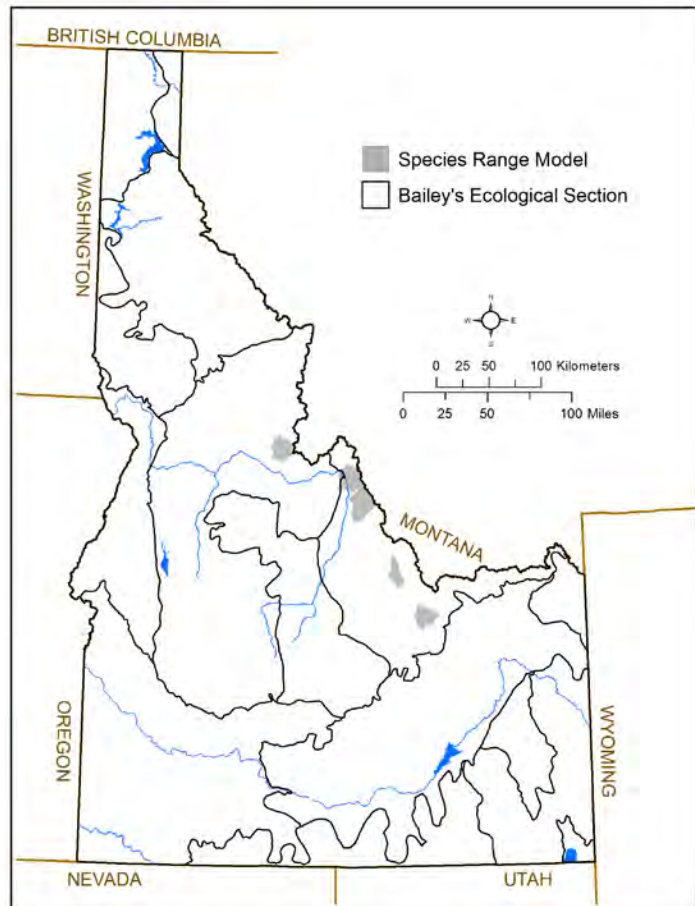 BRITISH COLUMBIA
WASHINGTON
Species Range Model
Bailey's Ecological Section
N
W E
S
0 25 50 100 Kilometers
0 25 50 100 Miles
MONTANA
OREGON
WYOMING
NEVADA
UTAH